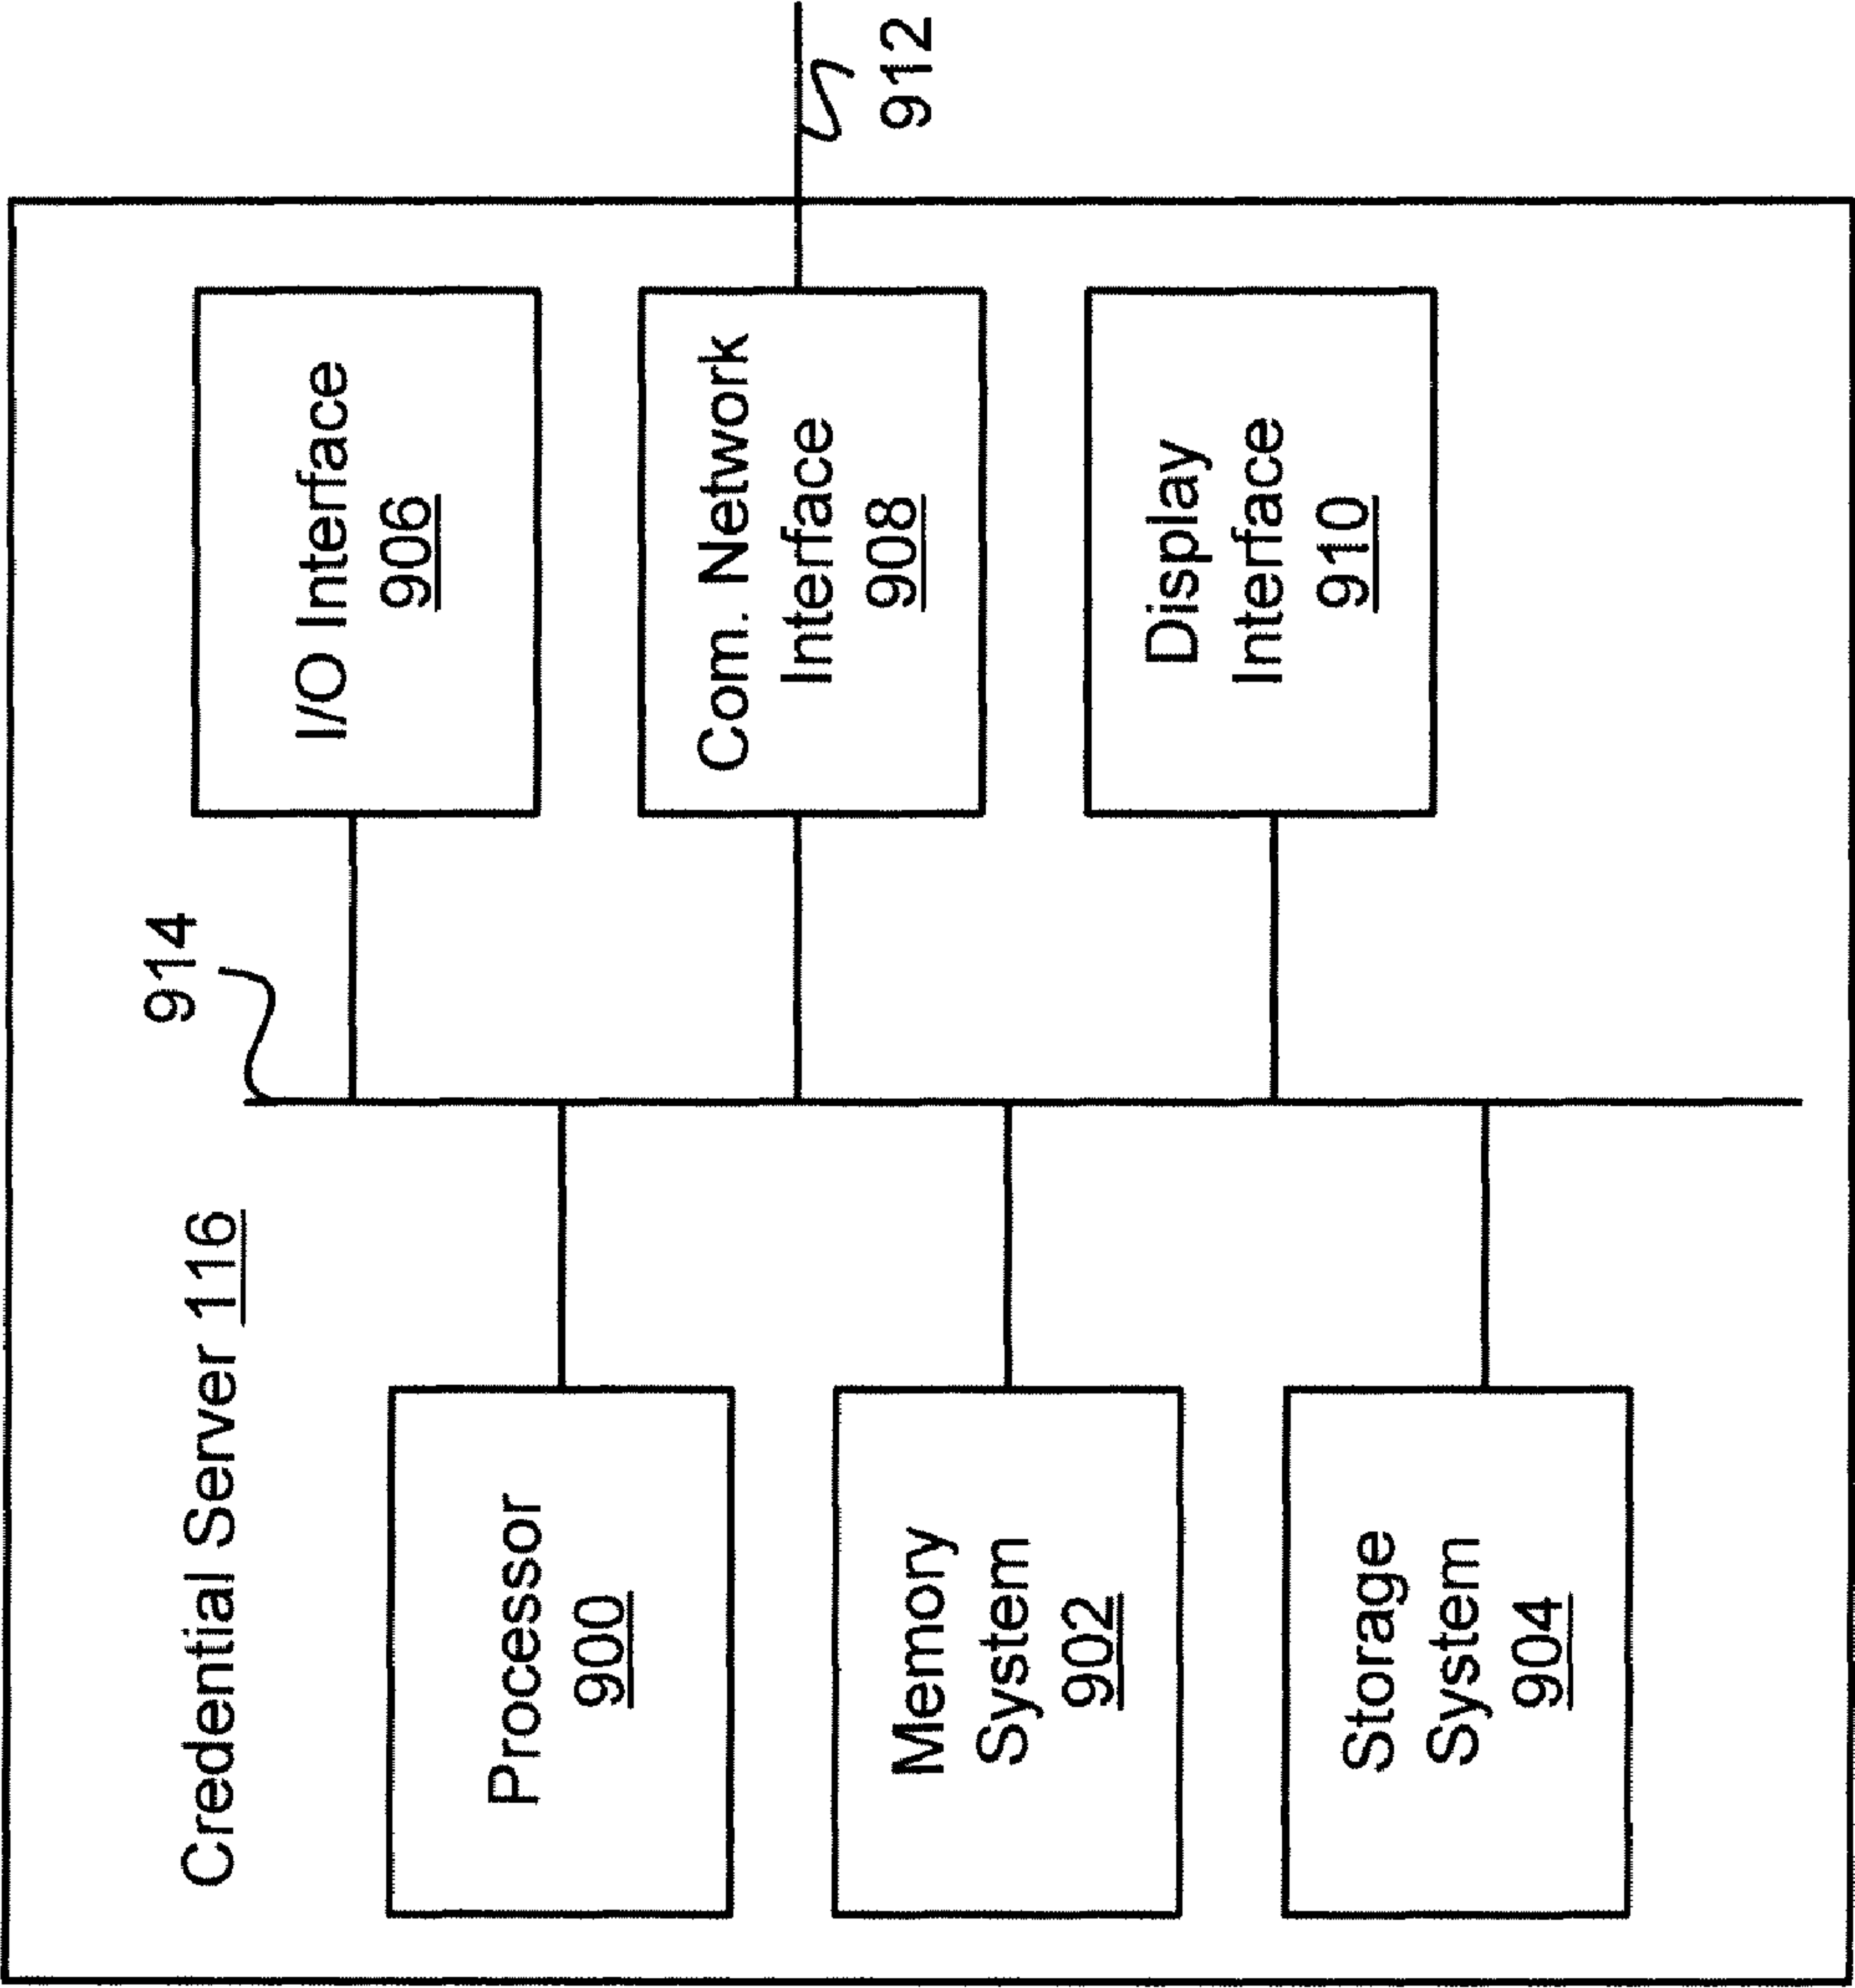 Credential Server 116
914
Processor
900
Memory
System
902
Storage
System
904
I/O Interface
906
Com. Network
Interface
908
Display
Interface
910
912